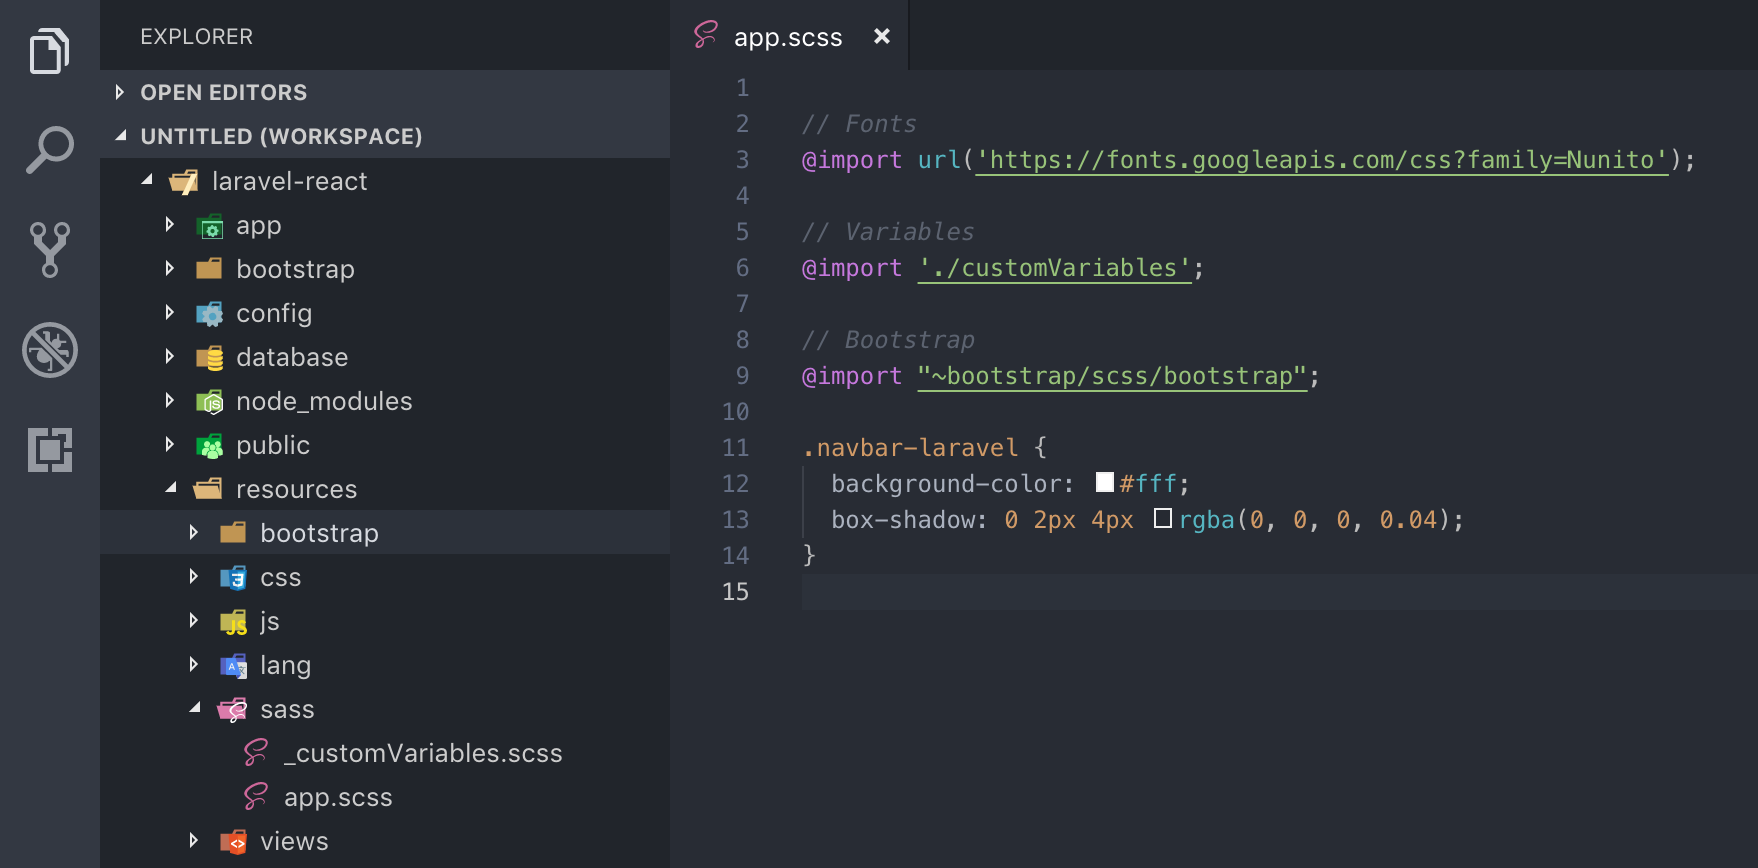 EXPLORER
OPEN EDITORS
UNTITLED (WORKSPACE)
laravel-react
app
bootstrap
config
database
node_modules
public
resources
bootstrap
css
js
lang
sass
_customVariables.scss
app.scss
views
app.scss
1
2 // Fonts
3 @import url('https://fonts.googleapis.com/css?family=Nunito');
4
5 // Variables
6 @import './customVariables';
7
8 // Bootstrap
9 @import "~bootstrap/scss/bootstrap";
10
11 .navbar-laravel {
12 background-color: #fff;
13 box-shadow: 0 2px 4px rgba(0, 0, 0, 0.04);
14 }
15